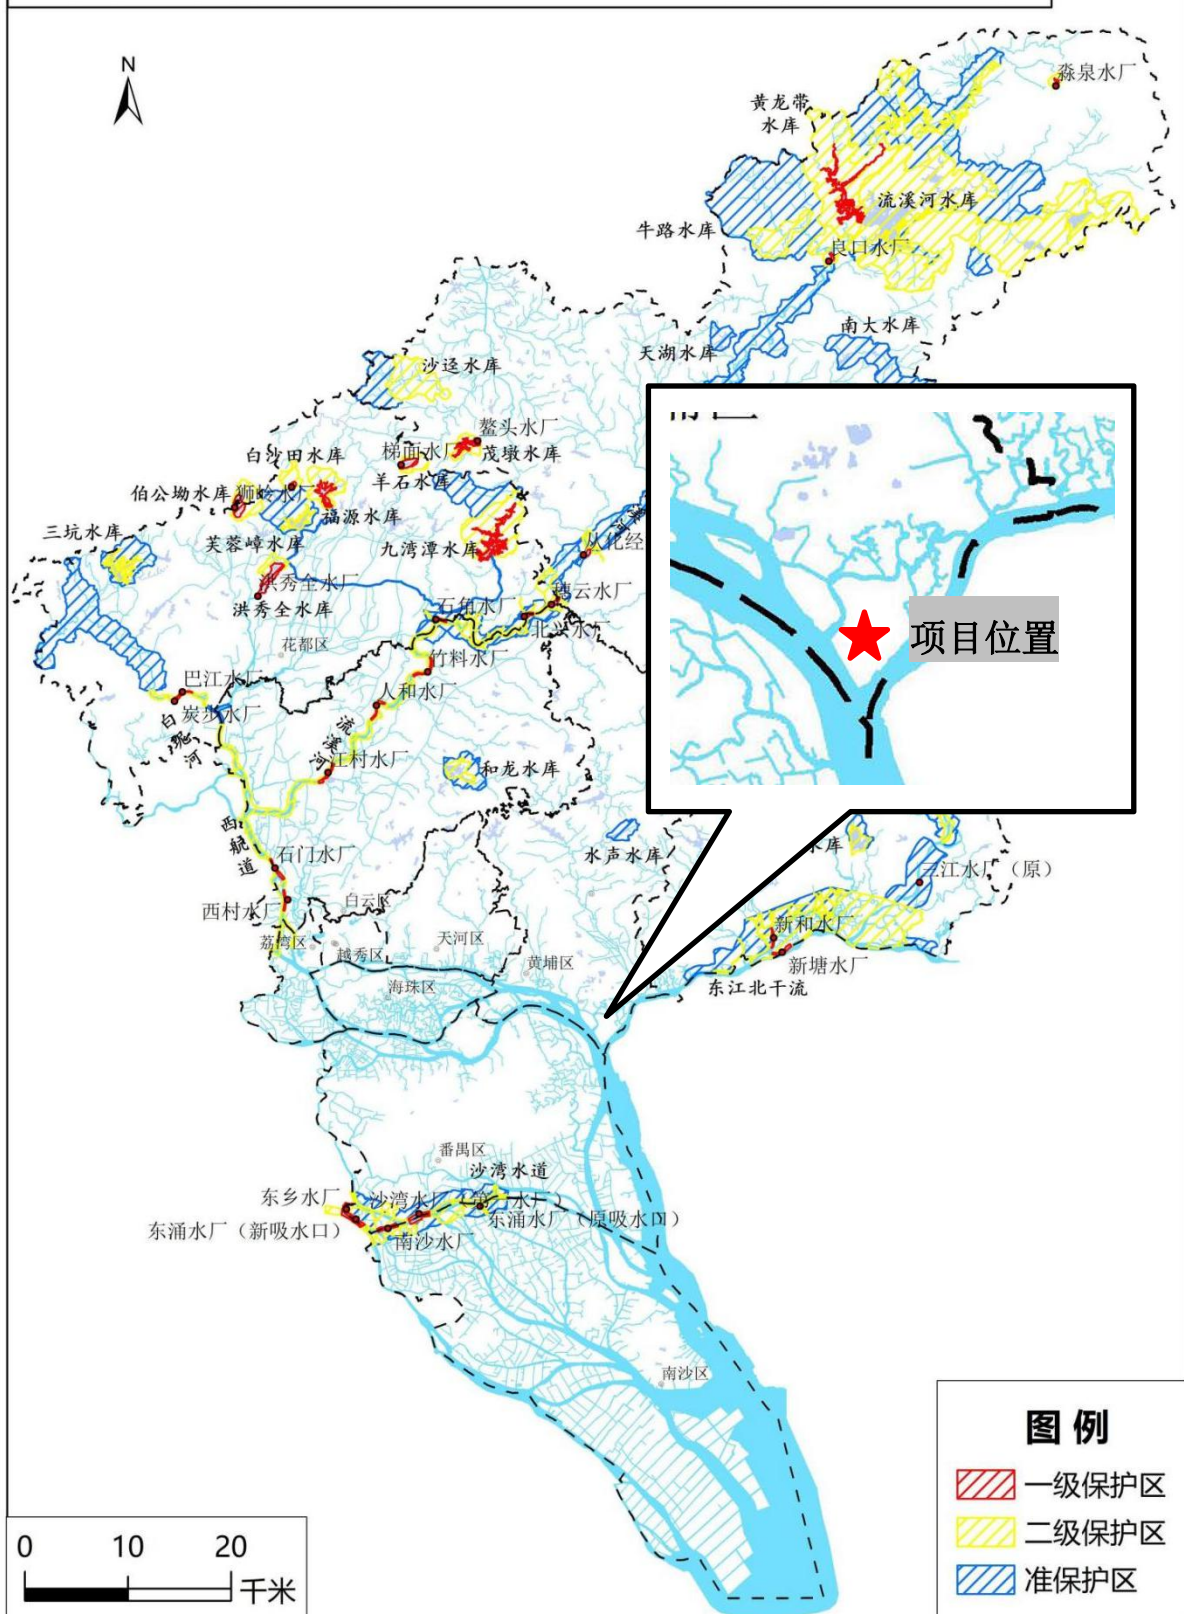 N
淼泉水厂
黄龙带
水库
流溪河水库
牛路水库
良口水厂
南大水库
天湖水库
沙迳水库
鳌头水厂
梯面水厂
茂墩水库
白沙田水库
羊石水库
伯公坳水库
狮岭水厂
福源水库
三坑水库
芙蓉嶂水库
九湾潭水库
丛化经
洪秀全水厂
穗云水厂
洪秀全水库
石角水厂
北兴水厂
花都区
竹料水厂
巴江水厂
人和水厂
炭步水厂
白坭河
流溪河
江村水厂
和龙水库
项目位置
西航道
石门水厂
水声水库
水库
三江水厂（原）
西村水厂
白云区
新和水厂
荔湾区
越秀区
天河区
黄埔区
新塘水厂
海珠区
东江北干流
番禺区
沙湾水道
东乡水厂
沙湾水厂（第一水厂）
东涌水厂（新吸水口）
东涌水厂（原吸水口）
南沙水厂
南沙区
图例
一级保护区
二级保护区
准保护区
0 10 20
千米